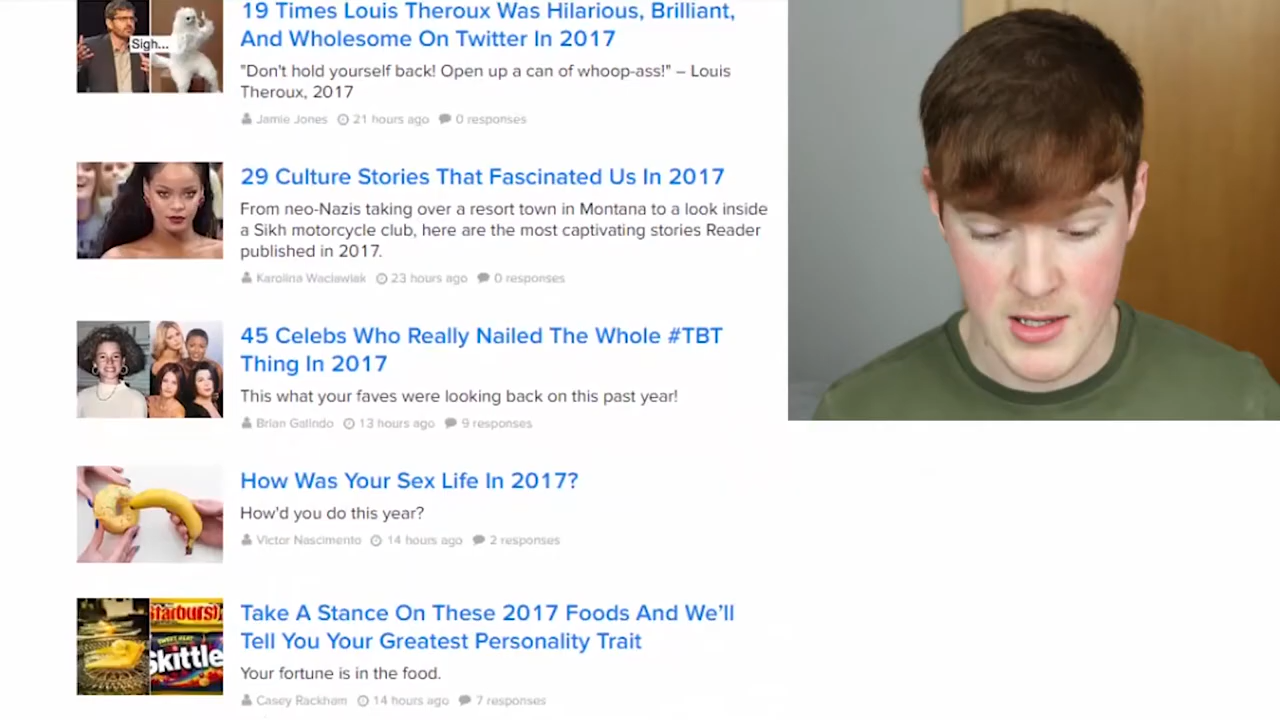 19 Times Louis Theroux Was Hilarious, Brilliant,
And Wholesome On Twitter In 2017
Sigh...
"Don't hold yourself back! Open up a can of whoop-ass!" – Louis
Theroux, 2017
Jamie Jones 21 hours ago 0 responses
29 Culture Stories That Fascinated Us In 2017
From neo-Nazis taking over a resort town in Montana to a look inside
a Sikh motorcycle club, here are the most captivating stories Reader
published in 2017.
Karolina Waclawiak 23 hours ago 0 responses
45 Celebs Who Really Nailed The Whole #TBT
Thing In 2017
This what your faves were looking back on this past year!
Brian Galindo 13 hours ago 9 responses
How Was Your Sex Life In 2017?
How'd you do this year?
Victor Nascimento 14 hours ago 2 responses
Take A Stance On These 2017 Foods And We’ll
Tell You Your Greatest Personality Trait
Starburst
SWEET HEAT
Skittle
Your fortune is in the food.
Casey Rackham 14 hours ago 7 responses